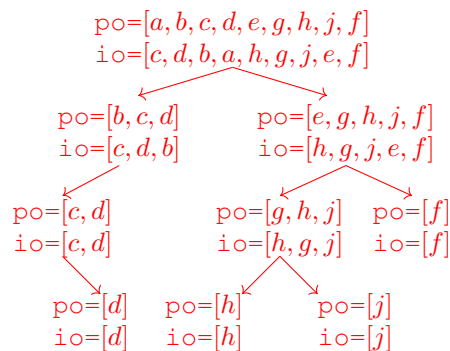 po=[a, b, c, d, e, g, h, j, f]
io=[c, d, b, a, h, g, j, e, f]
po=[b, c, d] po=[e, g, h, j, f]
io=[c, d, b] io=[h, g, j, e, f]
po=[c, d] po=[g, h, j] po=[f]
io=[c, d] io=[h, g, j] io=[f]
po=[d] po=[h] po=[j]
io=[d] io=[h] io=[j]